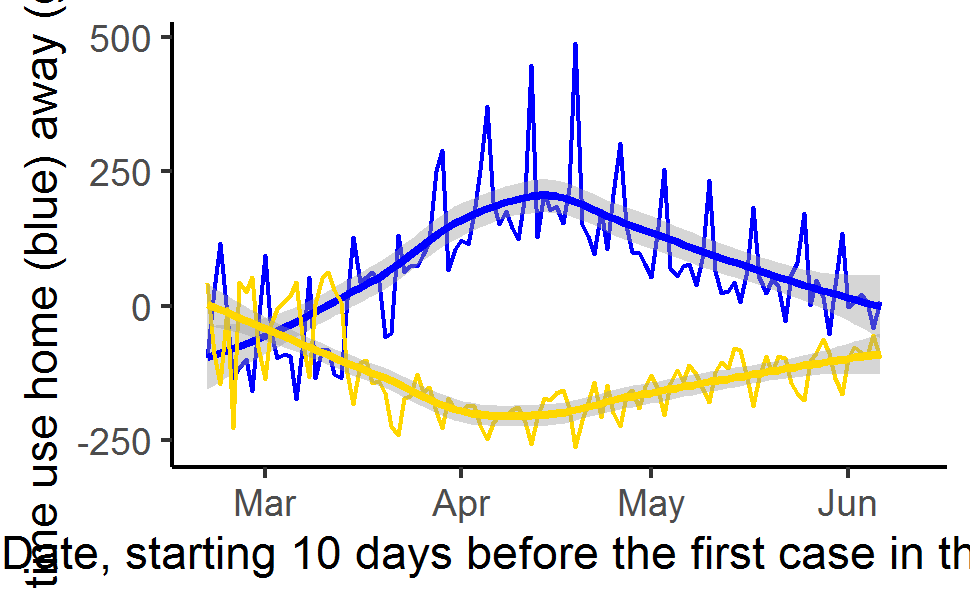 time use home (blue) away (
500
250
0
-250
Mar Apr May Jun
Date, starting 10 days before the first case in th